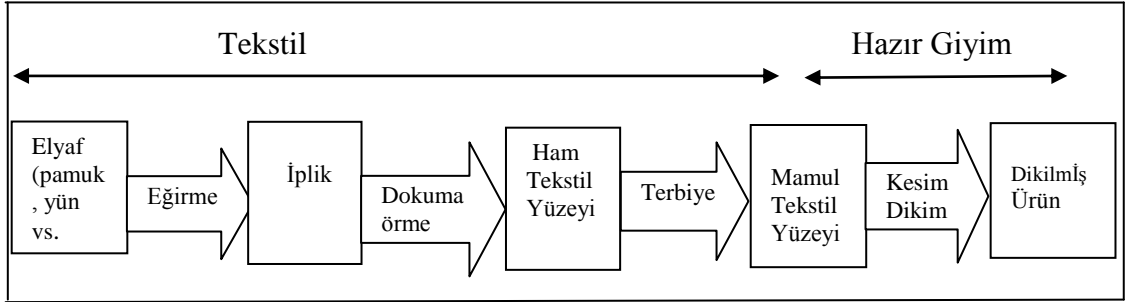 Tekstil
Hazır Giyim
Elyaf
(pamuk
, yün
vs.
Eğirme
İplik
Dokuma
örme
Ham
Tekstil
Yüzeyi
Terbiye
Mamul
Tekstil
Yüzeyi
Kesim
Dikim
Dikilmİş
Ürün